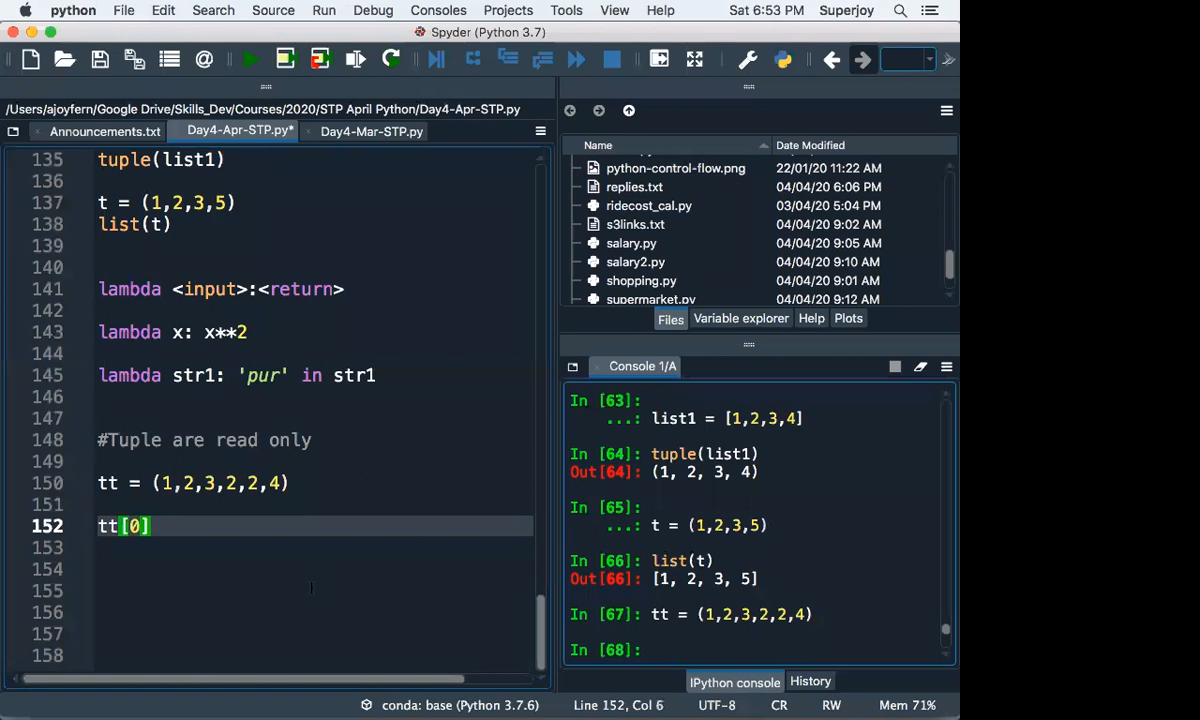 python File Edit Search Source Run Debug Consoles Projects Tools View Help Sat 6:53 PM Superjoy
Spyder (Python 3.7)
/Users/ajoyfern/Google Drive/Skills_Dev/Courses/2020/STP April Python/Day4-Apr-STP.py
Announcements.txt Day4-Apr-STP.py* Day4-Mar-STP.py
135 tuple(list1)
136
137 t = (1,2,3,5)
138 list(t)
139
140
141 lambda <input>:<return>
142
143 lambda x: x**2
144
145 lambda str1: 'pur' in str1
146
147
148 #Tuple are read only
149
150 tt = (1,2,3,2,2,4)
151
152 tt[0]
153
154
155
156
157
158
Name Date Modified
python-control-flow.png 22/01/20 11:22 AM
replies.txt 04/04/20 6:06 PM
ridecost_cal.py 03/04/20 5:04 PM
s3links.txt 04/04/20 9:02 AM
salary.py 04/04/20 9:05 AM
salary2.py 04/04/20 9:10 AM
shopping.py 04/04/20 9:01 AM
supermarket.py 04/04/20 9:12 AM
Files Variable explorer Help Plots
Console 1/A
In [63]:
...: list1 = [1,2,3,4]
In [64]: tuple(list1)
Out[64]: (1, 2, 3, 4)
In [65]:
...: t = (1,2,3,5)
In [66]: list(t)
Out[66]: [1, 2, 3, 5]
In [67]: tt = (1,2,3,2,2,4)
In [68]:
IPython console History
conda: base (Python 3.7.6) Line 152, Col 6 UTF-8 CR RW Mem 71%